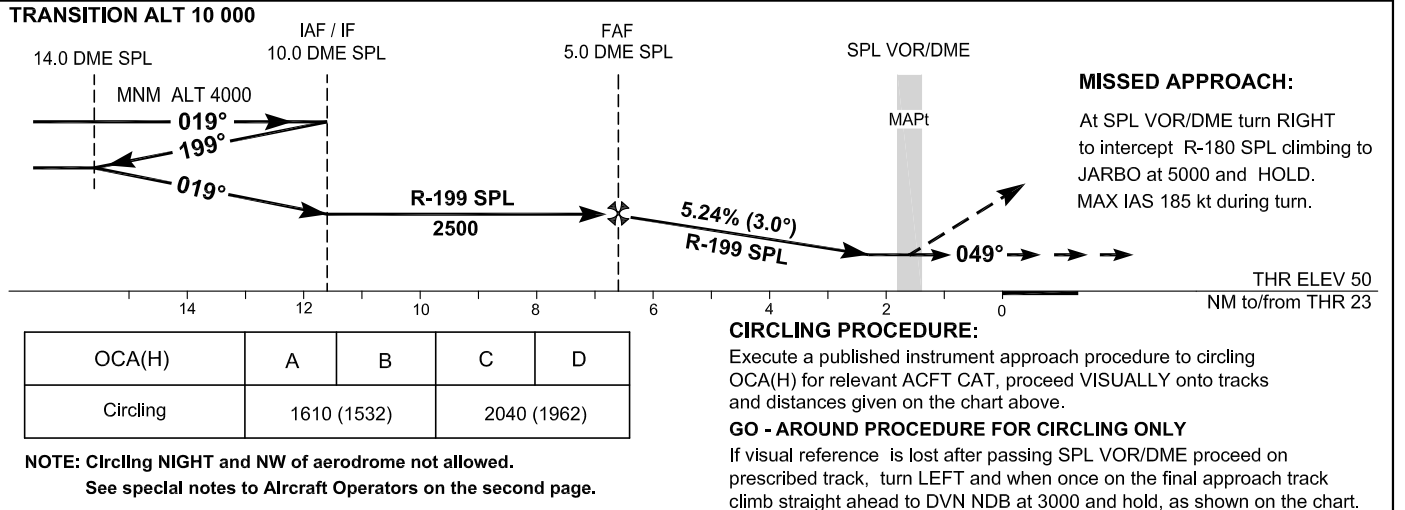 TRANSITION ALT 10 000
14.0 DME SPL
IAF / IF
10.0 DME SPL
FAF
5.0 DME SPL
SPL VOR/DME
MNM ALT 4000
019°
199°
019°
R-199 SPL
2500
5.24% (3.0°)
R-199 SPL
MAPt
049°
MISSED APPROACH:
At SPL VOR/DME turn RIGHT
to intercept R-180 SPL climbing to
JARBO at 5000 and HOLD.
MAX IAS 185 kt during turn.
THR ELEV 50
NM to/from THR 23
14 12 10 8 6 4 2 0
OCA(H) A B C D
Circling 1610 (1532) 2040 (1962)
NOTE: Circling NIGHT and NW of aerodrome not allowed.
See special notes to Aircraft Operators on the second page.
CIRCLING PROCEDURE:
Execute a published instrument approach procedure to circling
OCA(H) for relevant ACFT CAT, proceed VISUALLY onto tracks
and distances given on the chart above.
GO - AROUND PROCEDURE FOR CIRCLING ONLY
If visual reference is lost after passing SPL VOR/DME proceed on
prescribed track, turn LEFT and when once on the final approach track
climb straight ahead to DVN NDB at 3000 and hold, as shown on the chart.